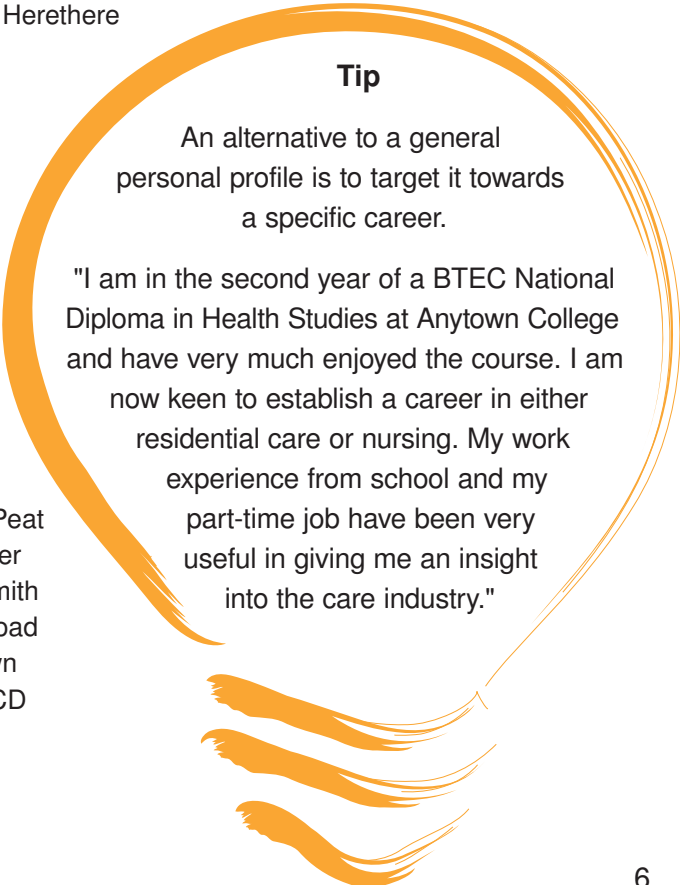 Herethere
Tip
An alternative to a general
personal profile is to target it towards
a specific career.
"I am in the second year of a BTEC National
Diploma in Health Studies at Anytown College
and have very much enjoyed the course. I am
now keen to establish a career in either
residential care or nursing. My work
experience from school and my
part-time job have been very
useful in giving me an insight
into the care industry."
Peat
er
mith
oad
wn
CD
6